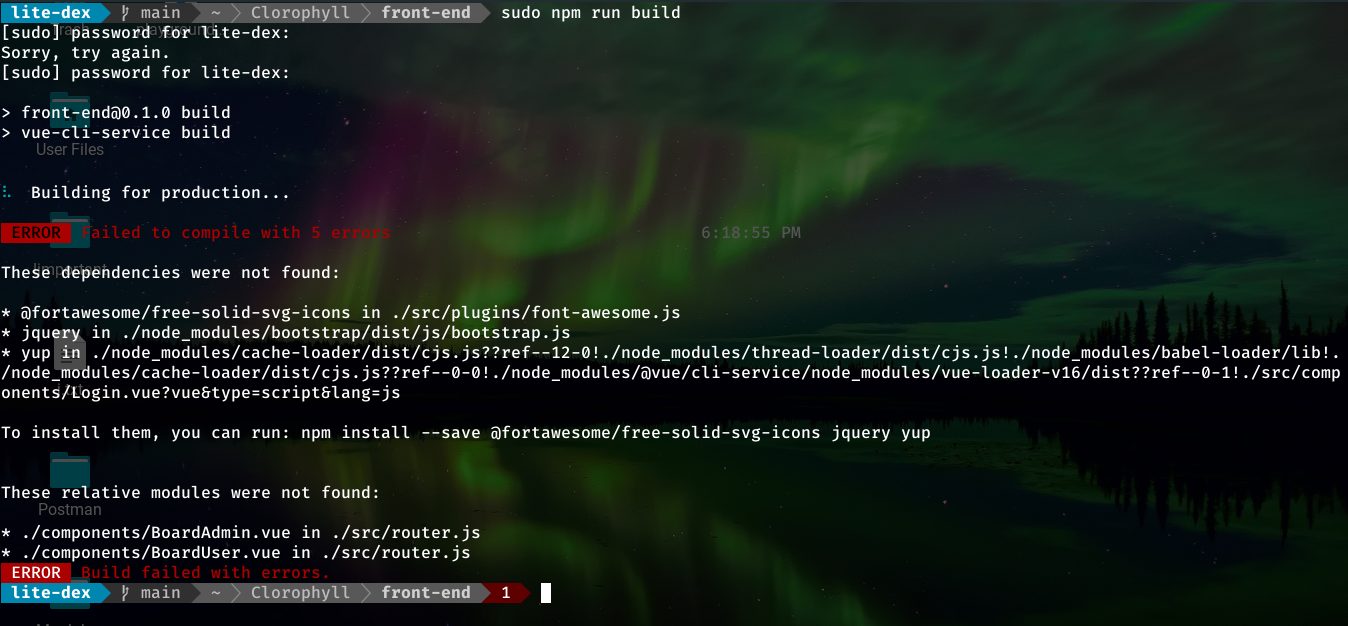 lite-dex main ~ Clorophyll front-end sudo npm run build
[sudo] password for lite-dex:
Trash playground
Sorry, try again.
[sudo] password for lite-dex:
> front-end@0.1.0 build
> vue-cli-service build
User Files
Building for production...
ERROR Failed to compile with 5 errors 6:18:55 PM
These dependencies were not found:
* @fortawesome/free-solid-svg-icons in ./src/plugins/font-awesome.js
* jquery in ./node_modules/bootstrap/dist/js/bootstrap.js
* yup in ./node_modules/cache-loader/dist/cjs.js??ref--12-0!./node_modules/thread-loader/dist/cjs.js!./node_modules/babel-loader/lib!.
/node_modules/cache-loader/dist/cjs.js??ref--0-0!./node_modules/@vue/cli-service/node_modules/vue-loader-v16/dist??ref--0-1!./src/comp
onents/Login.vue?vue&type=script&lang=js
To install them, you can run: npm install --save @fortawesome/free-solid-svg-icons jquery yup
These relative modules were not found:
Postman
* ./components/BoardAdmin.vue in ./src/router.js
* ./components/BoardUser.vue in ./src/router.js
ERROR Build failed with errors.
lite-dex main ~ Clorophyll front-end 1